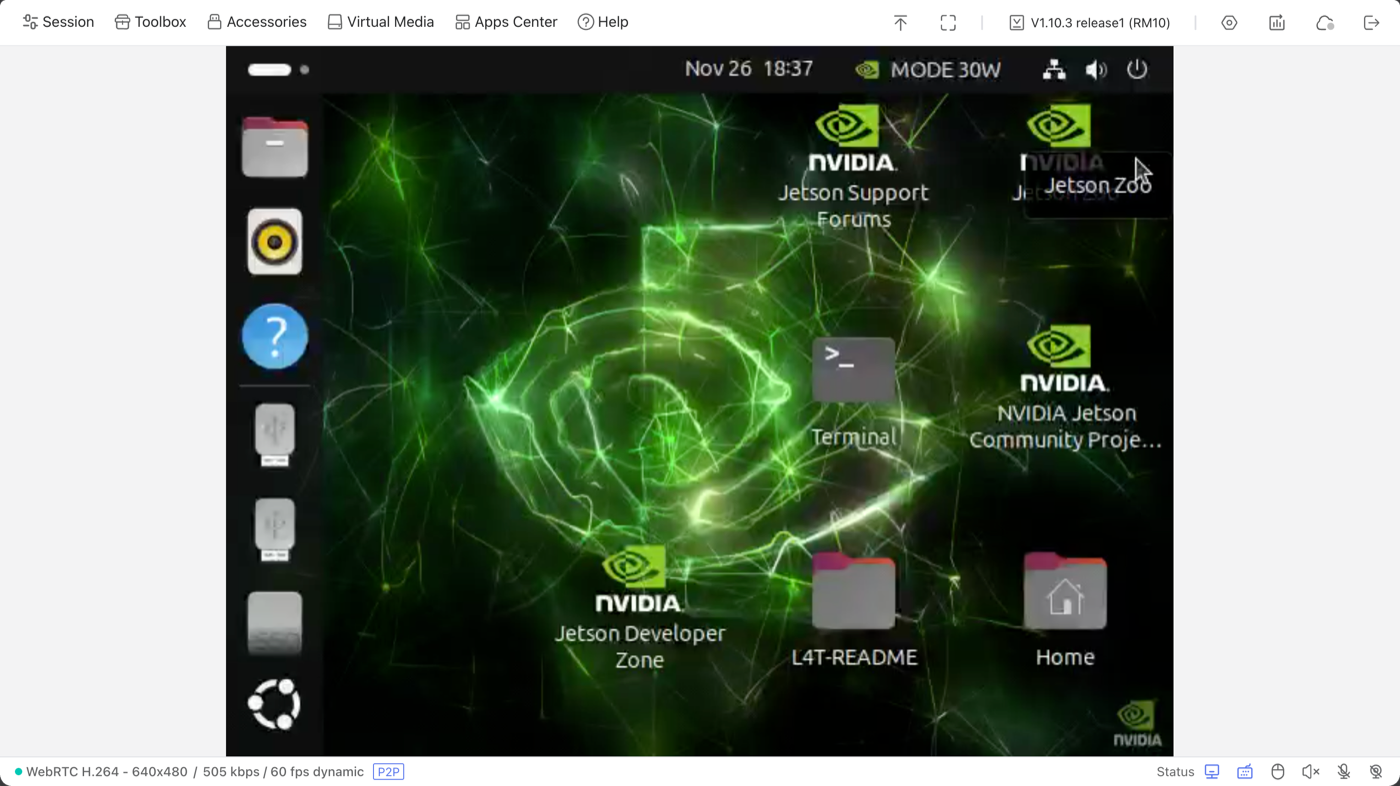 Session
Toolbox
Accessories
Virtual Media
Apps Center
Help
V1.10.3 release1 (RM10)
Nov 26 18:37
MODE 30W
NVIDIA.
Jetson Support
Forums
NVIDIA
Jetson Zoo
>_
Terminal
NVIDIA.
NVIDIA Jetson
Community Proje...
NVIDIA.
Jetson Developer
Zone
L4T-README
Home
NVIDIA
WebRTC H.264 - 640x480 / 505 kbps / 60 fps dynamic
P2P
Status